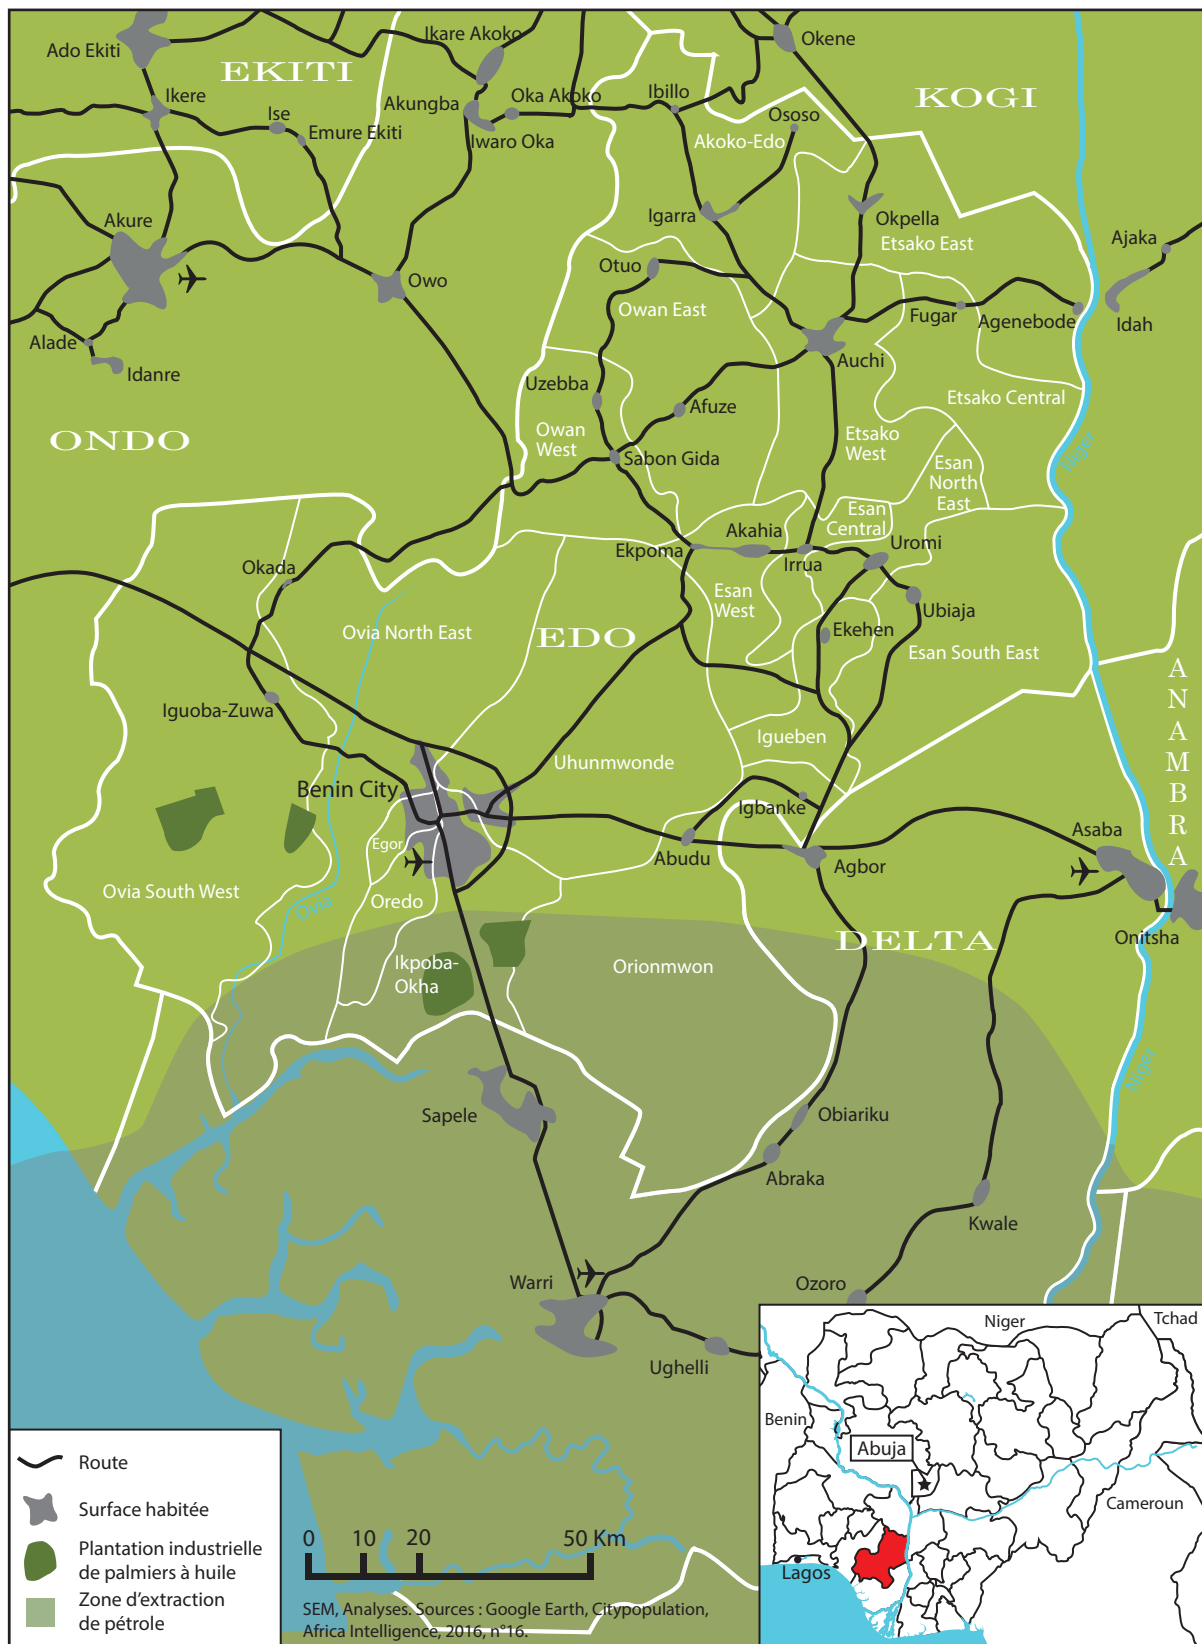 Ado Ekiti
EKITI
Ikare Akoko
Okene
KOGI
Ikere
Ise
Emure Ekiti
Akungba
Oka Akoko
Iwaro Oka
Ibillo
Ososo
Akoko-Edo
Akure
Igarra
Okpella
Etsako East
Ajaka
Owo
Otuo
Owan East
Fugar
Agenebode
Idah
Alade
Idanre
Auchi
Uzebba
Afuze
Etsako Central
ONDO
Owan
West
Etsako
West
Sabon Gida
Esan
North
East
Niger
Esan
Central
Akahia
Ekpoma
Irrua
Uromi
Okada
Esan
West
Ubiaja
Ovia North East
EDO
Ekehen
Esan South East
ANAMBRA
Iguoba-Zuwa
Igueben
Uhunmwonde
Benin City
Igbanke
Asaba
Egor
Abudu
Agbor
Ovia South West
Oredo
Ovia
DELTA
Onitsha
Ikpoba-
Okha
Orionmwon
Niger
Sapele
Obiariku
Abraka
Kwale
Warri
Ozoro
Ughelli
Route
Surface habitée
Plantation industrielle
de palmiers à huile
Zone d'extraction
de pétrole
0 10 20 50 Km
SEM, Analyses. Sources : Google Earth, Citypopulation,
Africa Intelligence, 2016, n°16.
Niger
Tchad
Benin
Abuja
Cameroun
Lagos